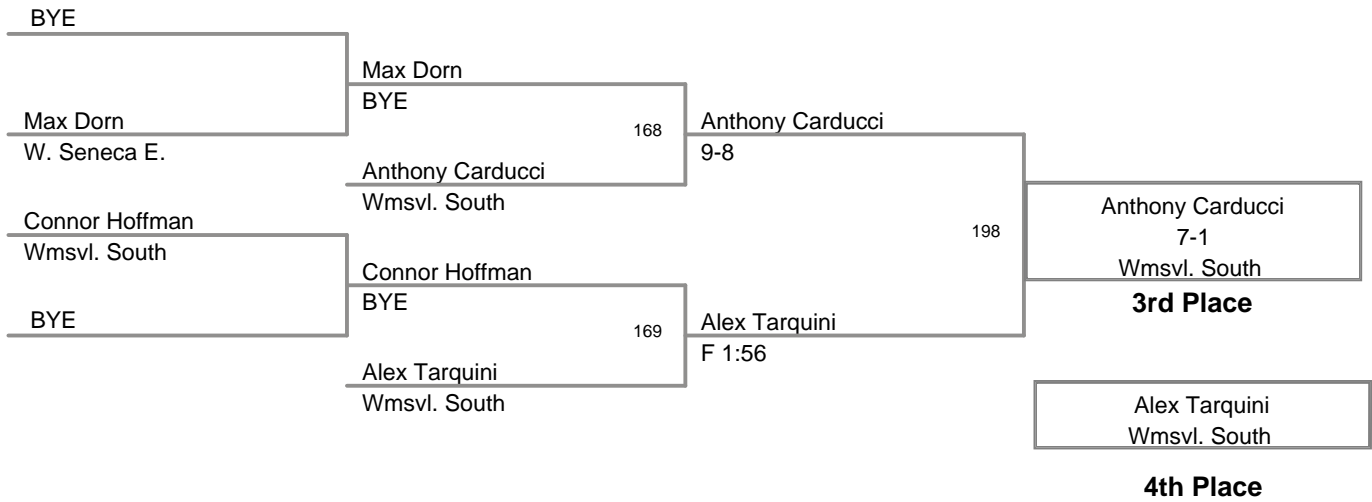 BYE
Max Dorn
BYE
Max Dorn
W. Seneca E.
168
Anthony Carducci
9-8
Anthony Carducci
Wmsvl. South
Connor Hoffman
Wmsvl. South
198
Anthony Carducci
7-1
Wmsvl. South
3rd Place
Connor Hoffman
BYE
BYE
169
Alex Tarquini
F 1:56
Alex Tarquini
Wmsvl. South
Alex Tarquini
Wmsvl. South
4th Place